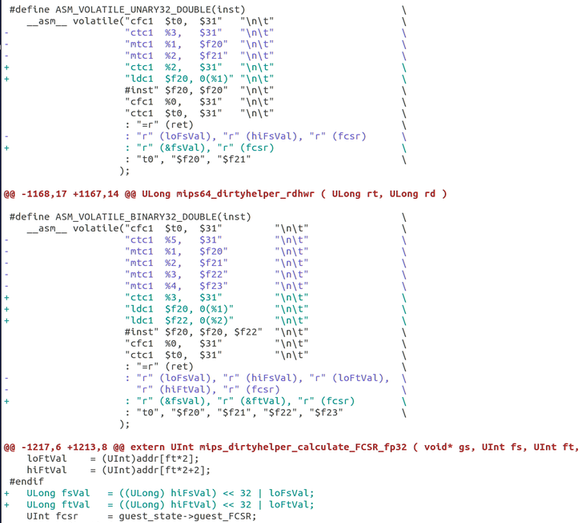 #define ASM_VOLATILE_UNARY32_DOUBLE(inst) \
__asm__ volatile("cfc1 $t0, $31" "\n\t" \
- "ctc1 %3, $31" "\n\t" \
- "mtc1 %1, $f20" "\n\t" \
- "mtc1 %2, $f21" "\n\t" \
+ "ctc1 %2, $31" "\n\t" \
+ "ldc1 $f20, 0(%1)" "\n\t" \
#inst" $f20, $f20" "\n\t" \
"cfc1 %0, $31" "\n\t" \
"ctc1 $t0, $31" "\n\t" \
: "=r" (ret) \
- : "r" (loFsVal), "r" (hiFsVal), "r" (fcsr) \
+ : "r" (&fsVal), "r" (fcsr) \
: "t0", "$f20", "$f21" \
);
@@ -1168,17 +1167,14 @@ ULong mips64_dirtyhelper_rdhwr ( ULong rt, ULong rd )
#define ASM_VOLATILE_BINARY32_DOUBLE(inst) \
__asm__ volatile("cfc1 $t0, $31" "\n\t" \
- "ctc1 %5, $31" "\n\t" \
- "mtc1 %1, $f20" "\n\t" \
- "mtc1 %2, $f21" "\n\t" \
- "mtc1 %3, $f22" "\n\t" \
- "mtc1 %4, $f23" "\n\t" \
+ "ctc1 %3, $31" "\n\t" \
+ "ldc1 $f20, 0(%1)" "\n\t" \
+ "ldc1 $f22, 0(%2)" "\n\t" \
#inst" $f20, $f20, $f22" "\n\t" \
"cfc1 %0, $31" "\n\t" \
"ctc1 $t0, $31" "\n\t" \
: "=r" (ret) \
- : "r" (loFsVal), "r" (hiFsVal), "r" (loFtVal), \
- "r" (hiFtVal), "r" (fcsr) \
+ : "r" (&fsVal), "r" (&ftVal), "r" (fcsr) \
: "t0", "$f20", "$f21", "$f22", "$f23" \
);
@@ -1217,6 +1213,8 @@ extern UInt mips_dirtyhelper_calculate_FCSR_fp32 ( void* gs, UInt fs, UInt ft,
loFtVal = (UInt)addr[ft*2];
hiFtVal = (UInt)addr[ft*2+2];
#endif
+ ULong fsVal = ((ULong) hiFsVal) << 32 | loFsVal;
+ ULong ftVal = ((ULong) hiFtVal) << 32 | loFtVal;
UInt fcsr = guest_state->guest_FCSR;